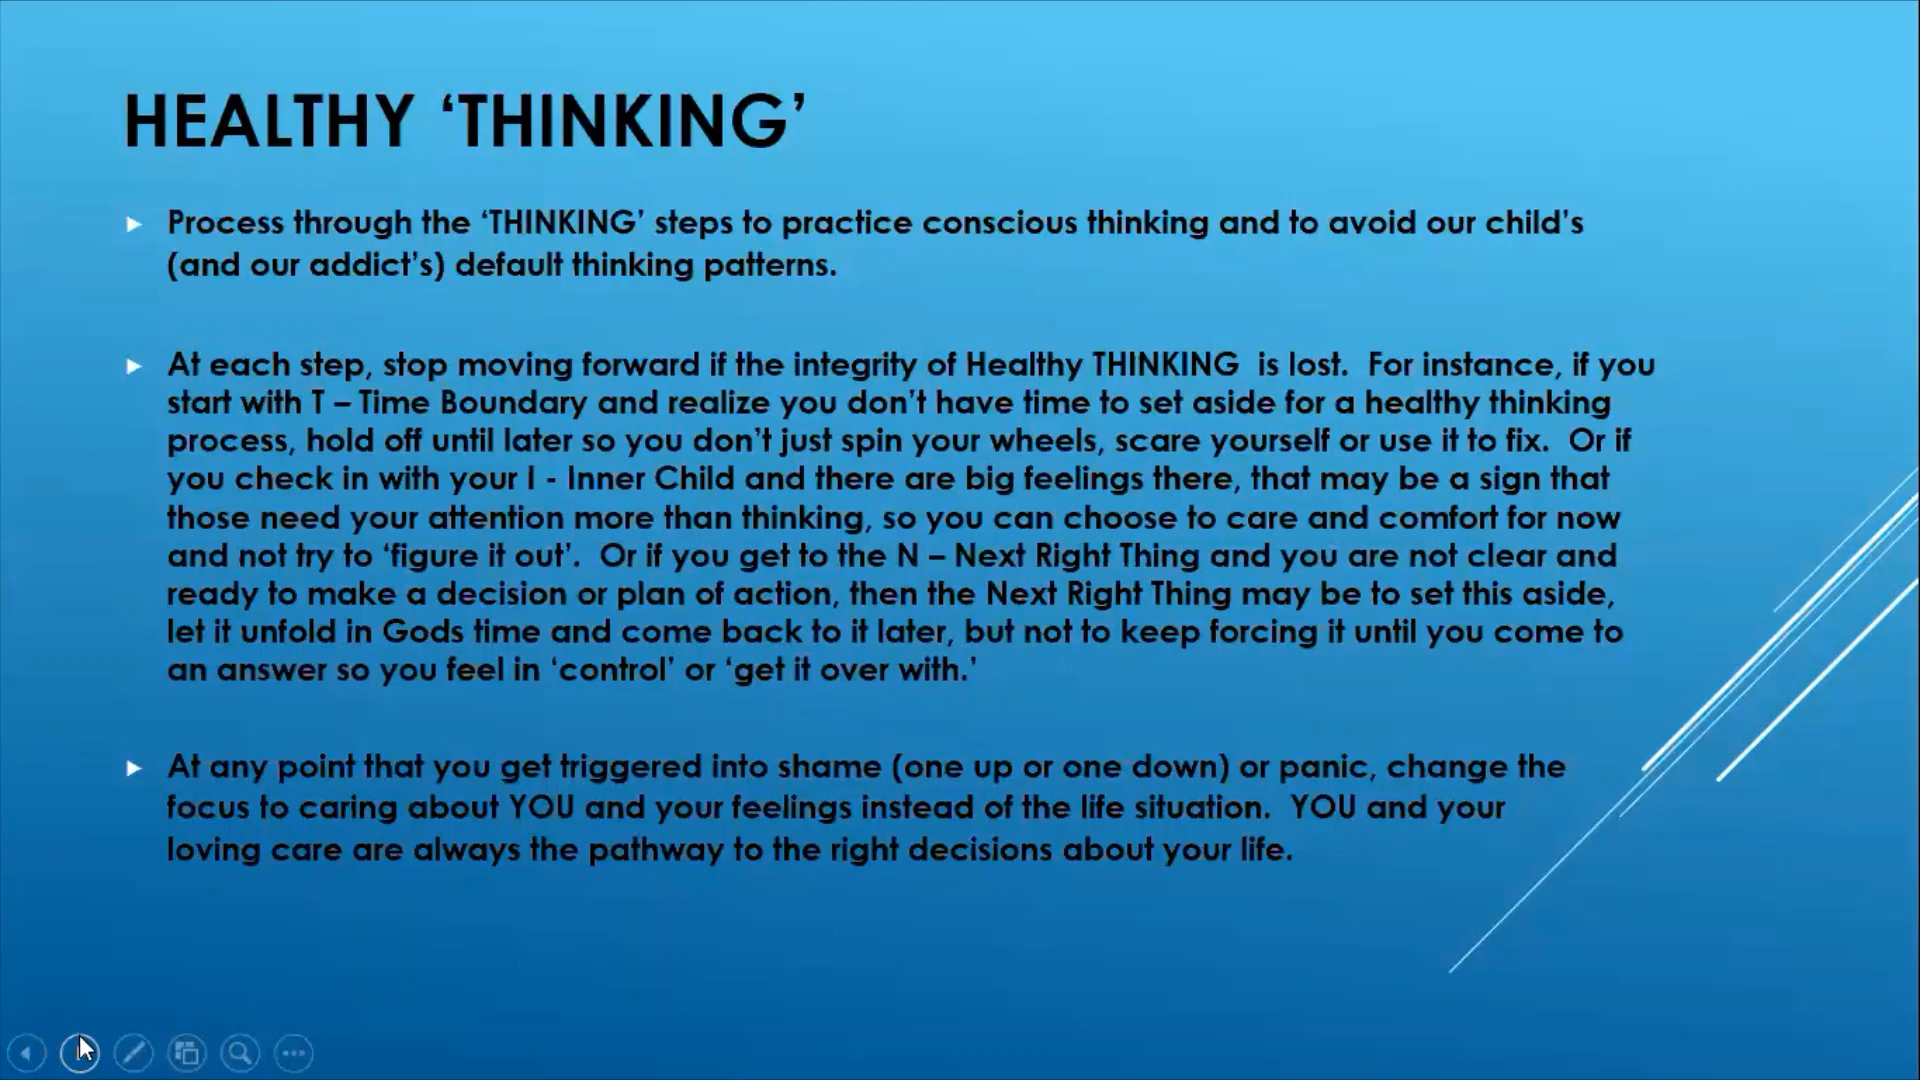 HEALTHY ‘THINKING’
Process through the ‘THINKING’ steps to practice conscious thinking and to avoid our child’s
(and our addict’s) default thinking patterns.
At each step, stop moving forward if the integrity of Healthy THINKING  is lost.  For instance, if you
start with T – Time Boundary and realize you don’t have time to set aside for a healthy thinking
process, hold off until later so you don’t just spin your wheels, scare yourself or use it to fix.  Or if
you check in with your I - Inner Child and there are big feelings there, that may be a sign that
those need your attention more than thinking, so you can choose to care and comfort for now
and not try to ‘figure it out’.  Or if you get to the N – Next Right Thing and you are not clear and
ready to make a decision or plan of action, then the Next Right Thing may be to set this aside,
let it unfold in Gods time and come back to it later, but not to keep forcing it until you come to
an answer so you feel in ‘control’ or ‘get it over with.’
At any point that you get triggered into shame (one up or one down) or panic, change the
focus to caring about YOU and your feelings instead of the life situation.  YOU and your
loving care are always the pathway to the right decisions about your life.